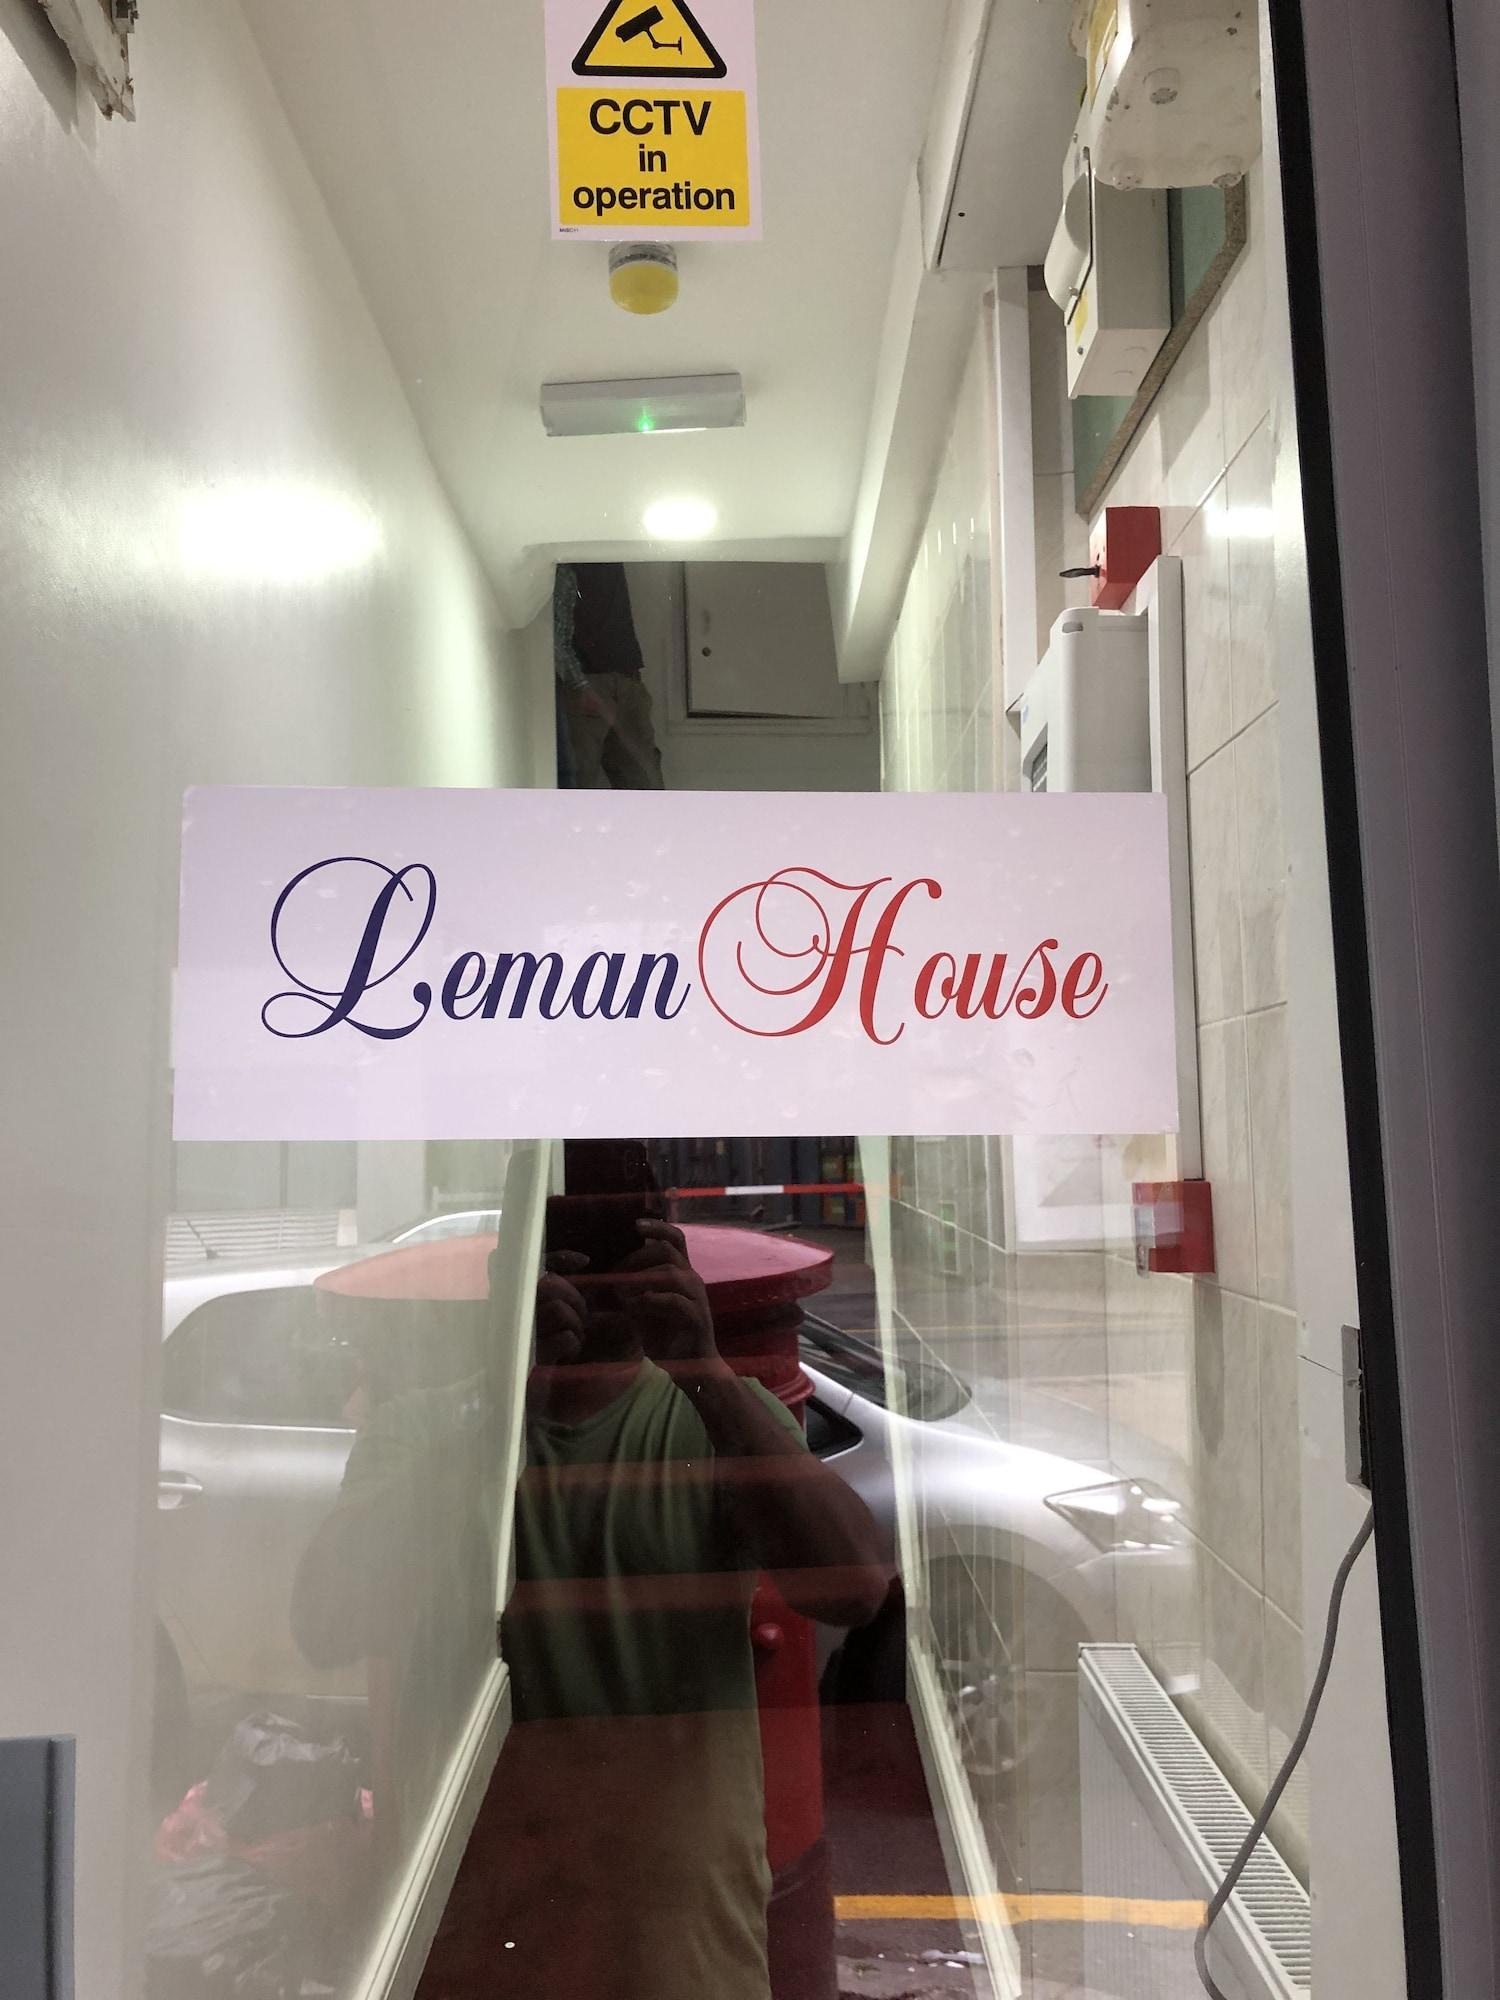 CCTV
in
operation
Leman House